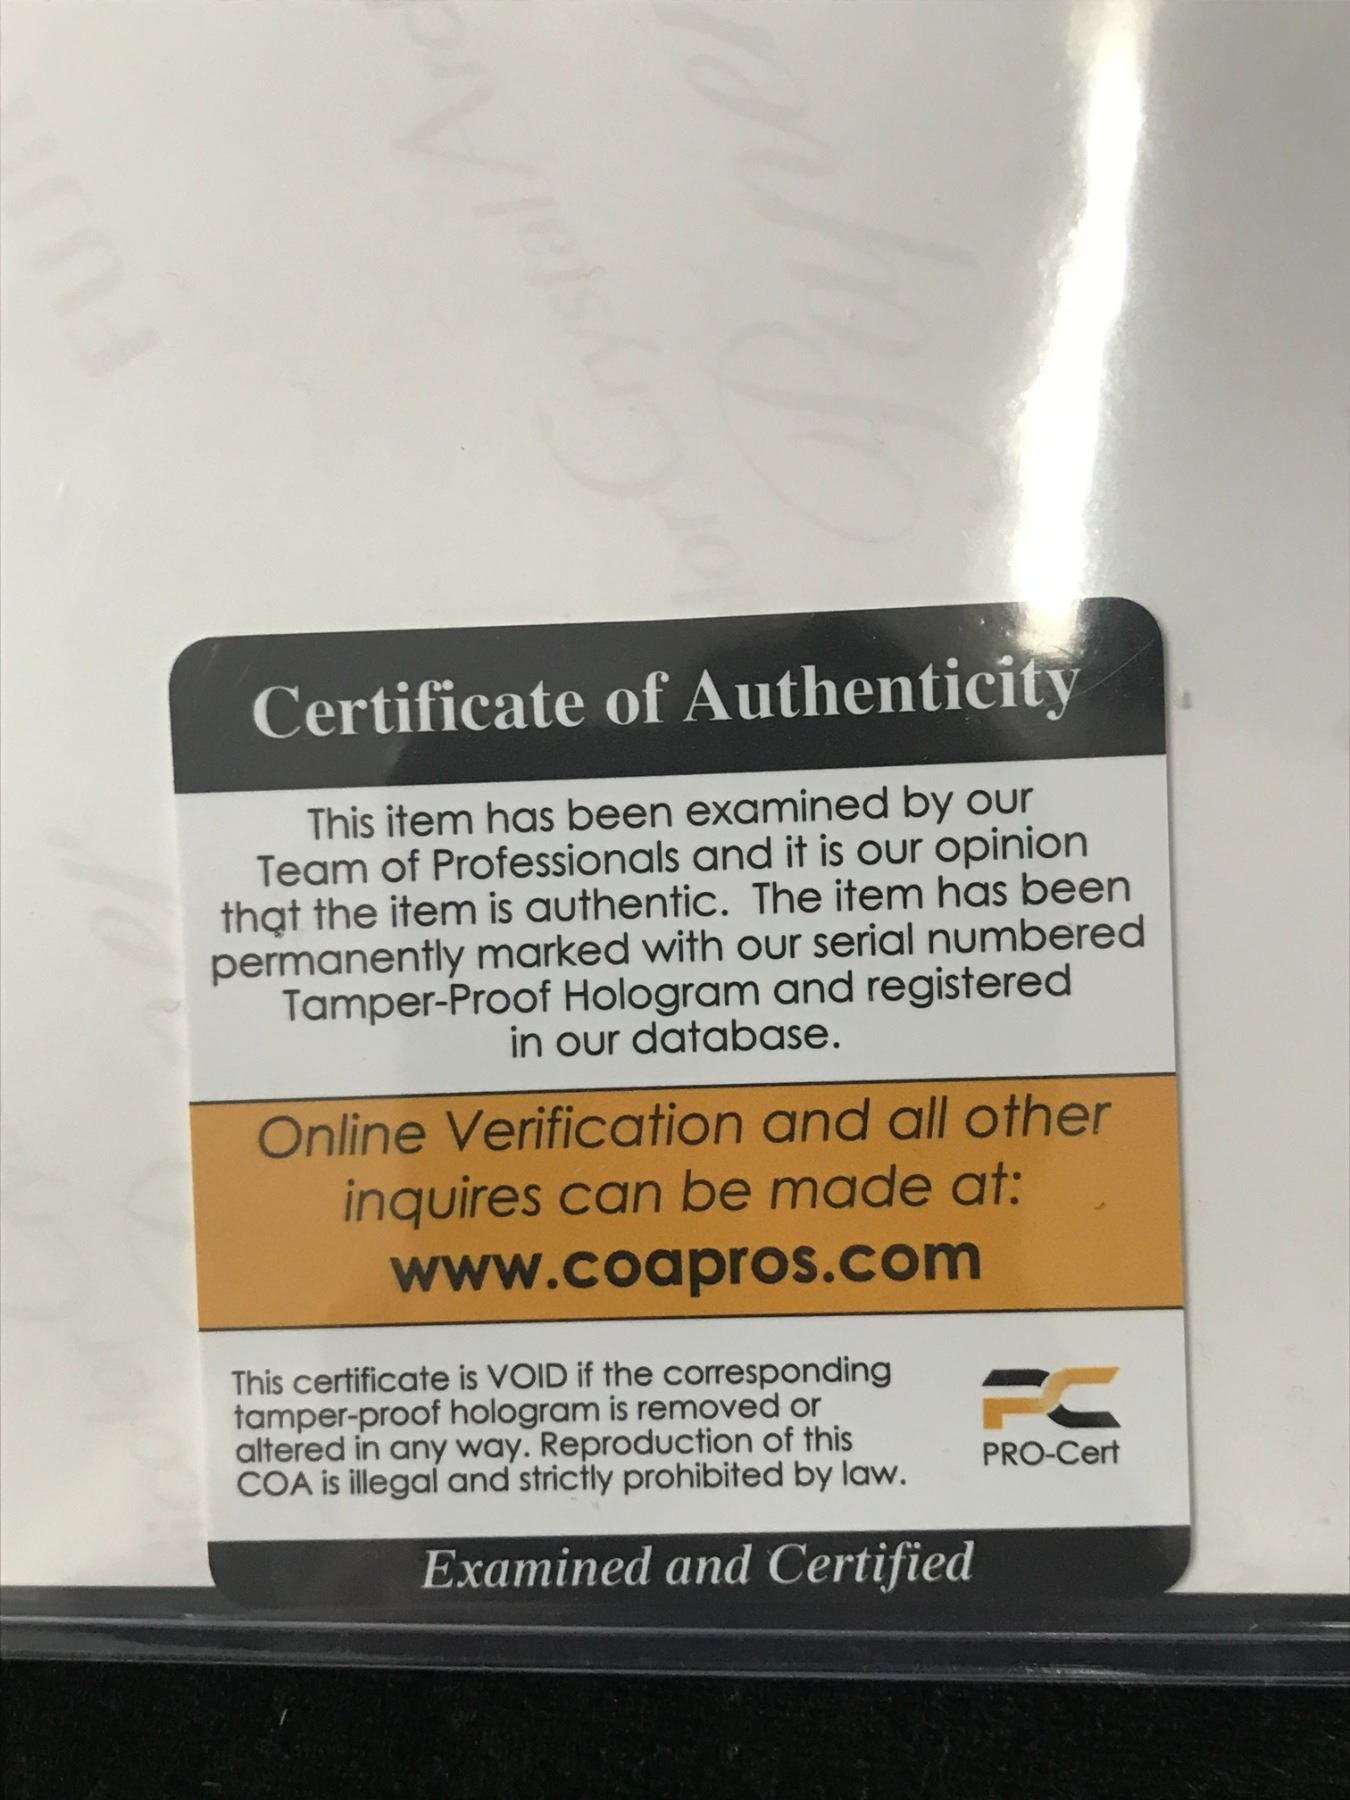 Certificate of Authenticity
This item has been examined by our
Team of Professionals and it is our opinion
that the item is authentic. The item has been
permanently marked with our serial numbered
Tamper-Proof Hologram and registered
in our database.
Online Verification and all other
inquires can be made at:
www.coapros.com
This certificate is VOID if the corresponding
tamper-proof hologram is removed or
altered in any way. Reproduction of this
COA is illegal and strictly prohibited by law.
PC
PRO-Cert
Examined and Certified